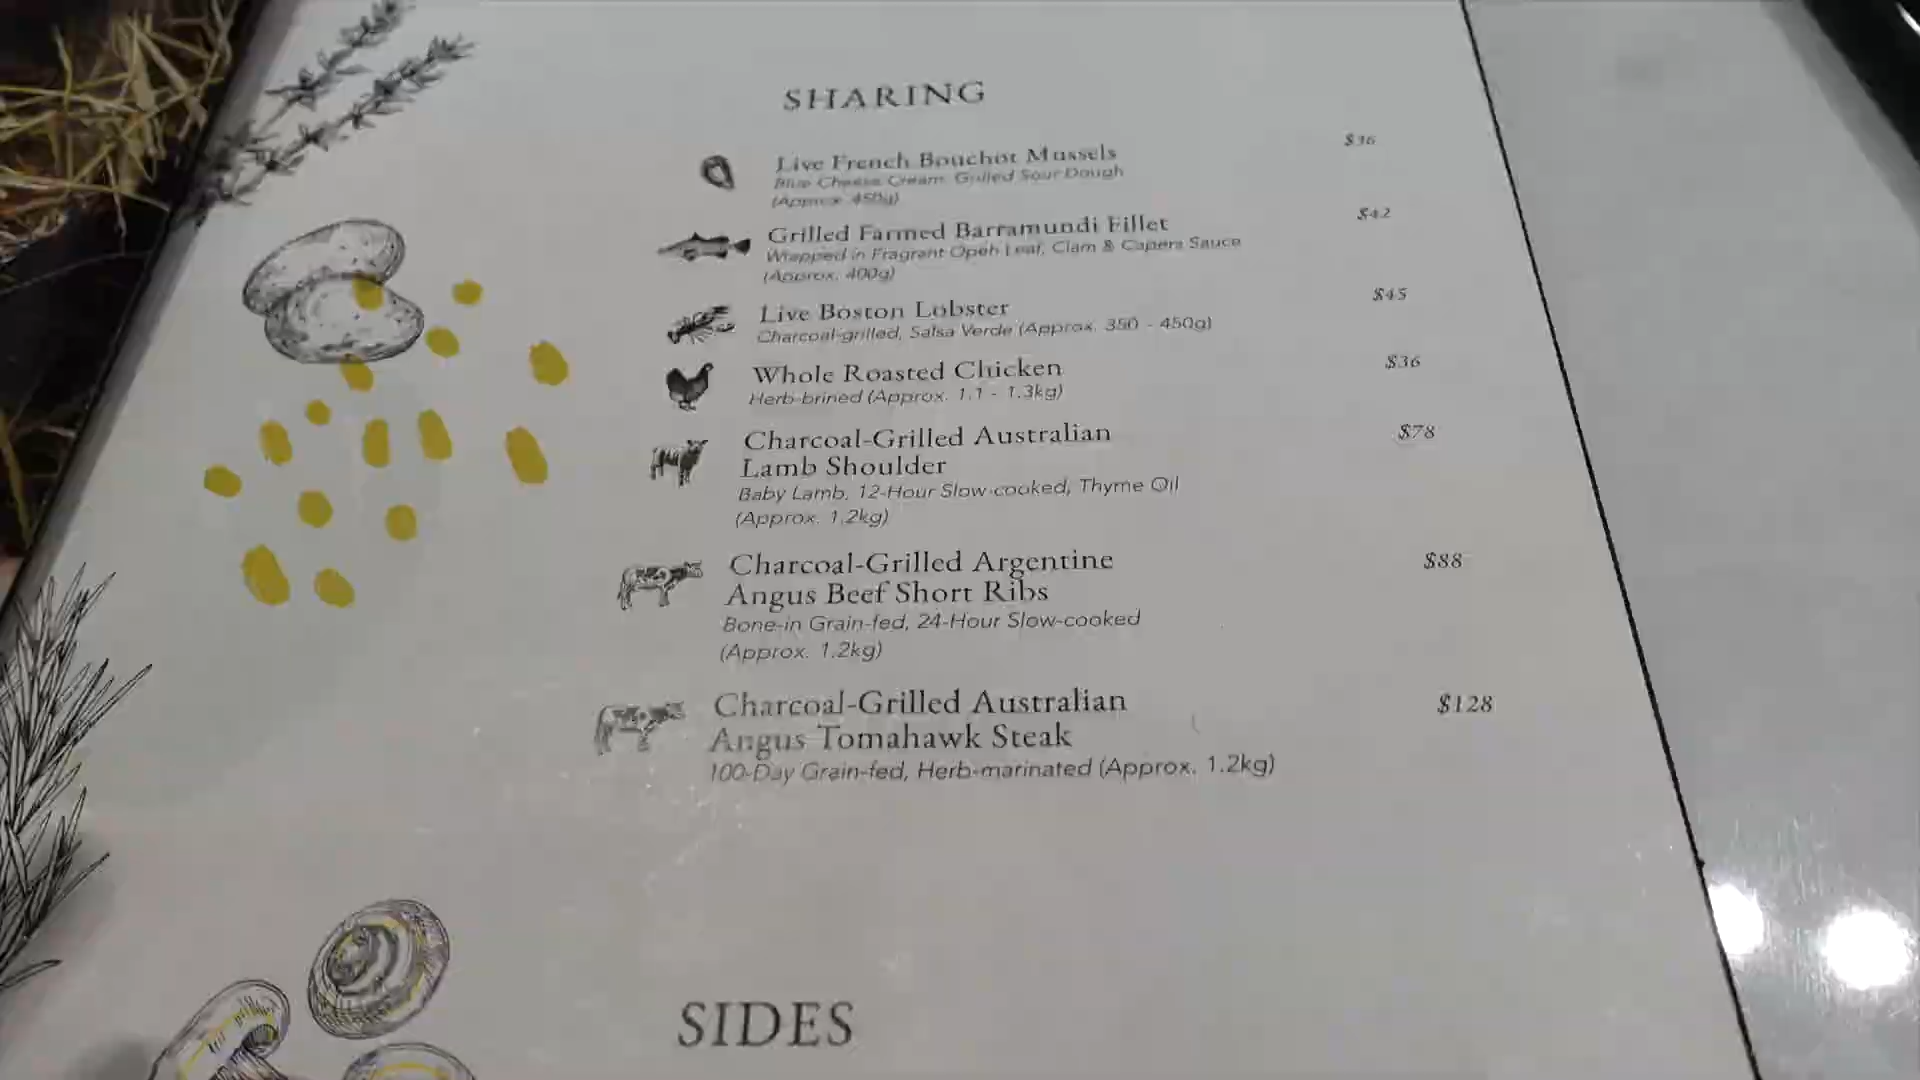 SHARING
Live French Bouchot Mussels $36
Blue Cheese Cream, Grilled Sour Dough
(Approx. 450g)
Grilled Farmed Barramundi Fillet $42
Wrapped in Fragrant Opeh Leaf, Clam & Capers Sauce
(Approx. 400g)
Live Boston Lobster $45
Charcoal-grilled, Salsa Verde (Approx. 350 - 450g)
Whole Roasted Chicken $36
Herb-brined (Approx. 1.1 - 1.3kg)
Charcoal-Grilled Australian $78
Lamb Shoulder
Baby Lamb, 12-Hour Slow-cooked, Thyme Oil
(Approx. 1.2kg)
Charcoal-Grilled Argentine $88
Angus Beef Short Ribs
Bone-in Grain-fed, 24-Hour Slow-cooked
(Approx. 1.2kg)
Charcoal-Grilled Australian $128
Angus Tomahawk Steak
100-Day Grain-fed, Herb-marinated (Approx. 1.2kg)
SIDES